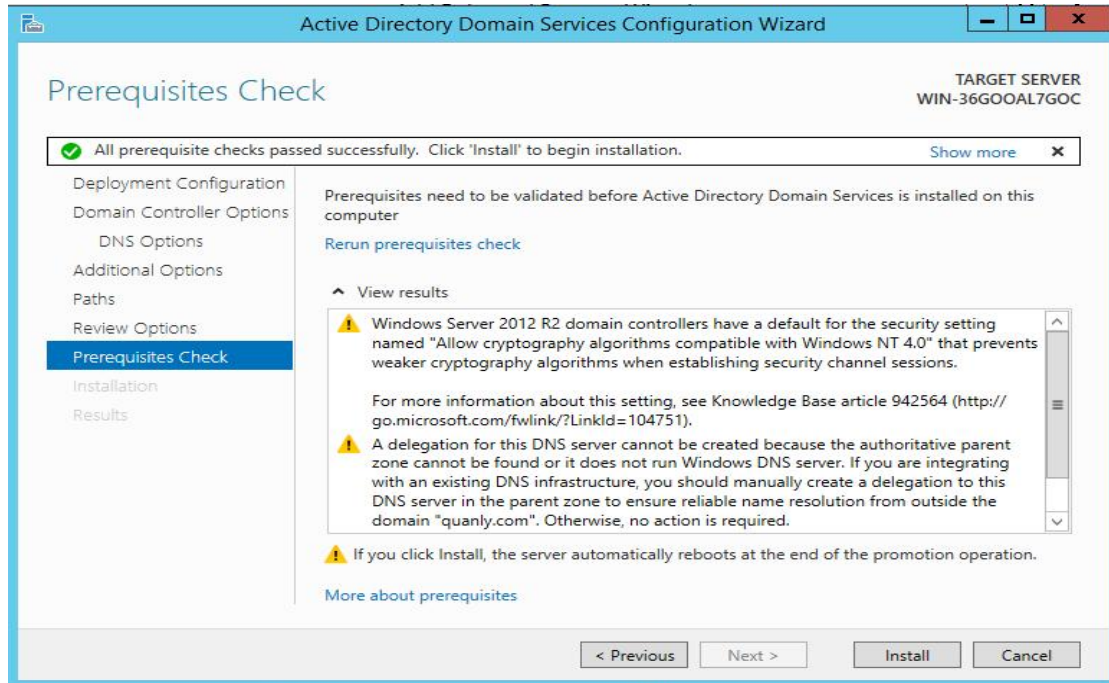 Active Directory Domain Services Configuration Wizard
Prerequisites Check
TARGET SERVER
WIN-36GOOAL7GOC
All prerequisite checks passed successfully. Click 'Install' to begin installation.
Show more
Deployment Configuration
Domain Controller Options
DNS Options
Additional Options
Paths
Review Options
Prerequisites Check
Installation
Results
Prerequisites need to be validated before Active Directory Domain Services is installed on this
computer
Rerun prerequisites check
View results
Windows Server 2012 R2 domain controllers have a default for the security setting
named "Allow cryptography algorithms compatible with Windows NT 4.0" that prevents
weaker cryptography algorithms when establishing security channel sessions.
For more information about this setting, see Knowledge Base article 942564 (http://
go.microsoft.com/fwlink/?LinkId=104751).
A delegation for this DNS server cannot be created because the authoritative parent
zone cannot be found or it does not run Windows DNS server. If you are integrating
with an existing DNS infrastructure, you should manually create a delegation to this
DNS server in the parent zone to ensure reliable name resolution from outside the
domain "quanly.com". Otherwise, no action is required.
If you click Install, the server automatically reboots at the end of the promotion operation.
More about prerequisites
< Previous
Next >
Install
Cancel